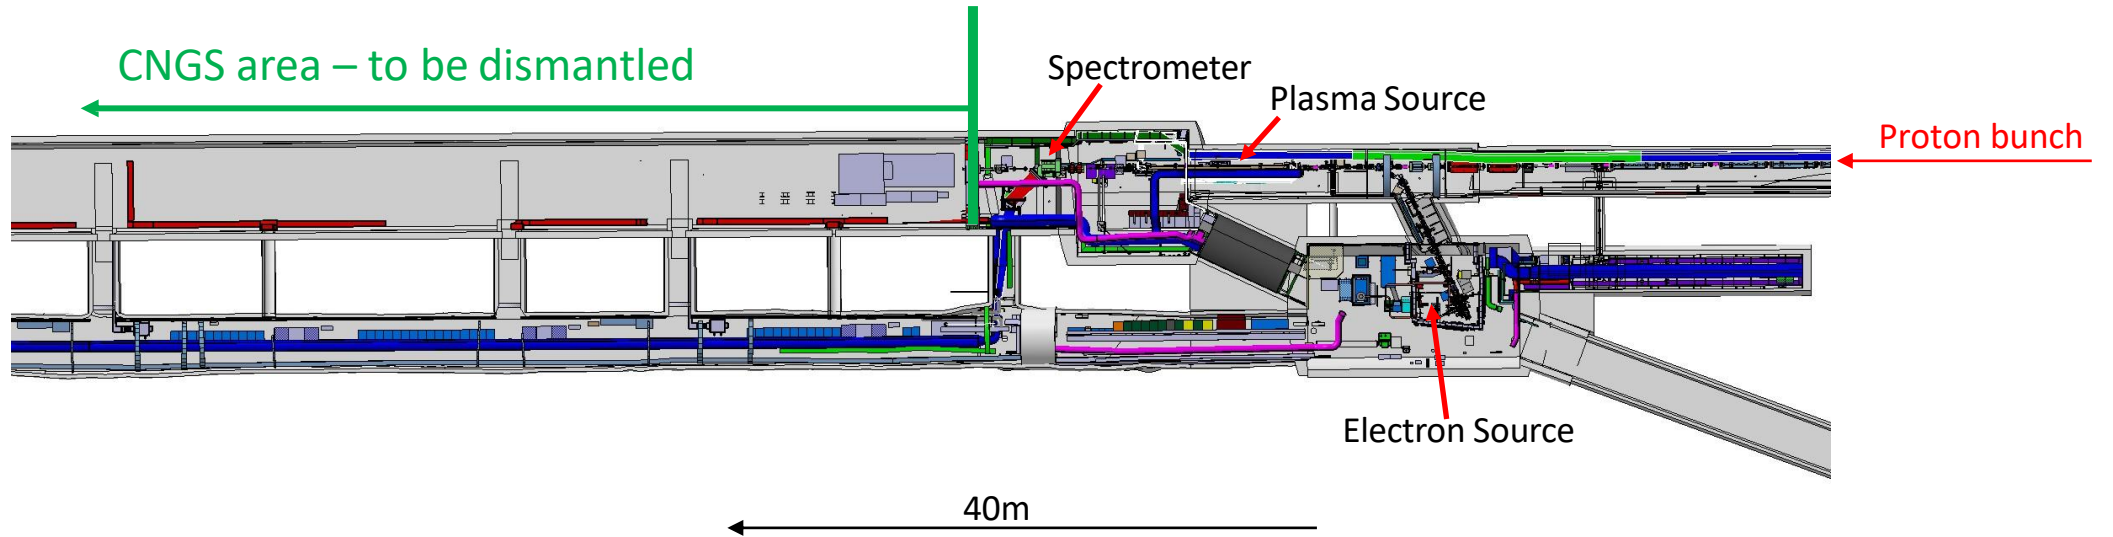 CNGS area – to be dismantled
Spectrometer
Plasma Source
Proton bunch
Electron Source
40m